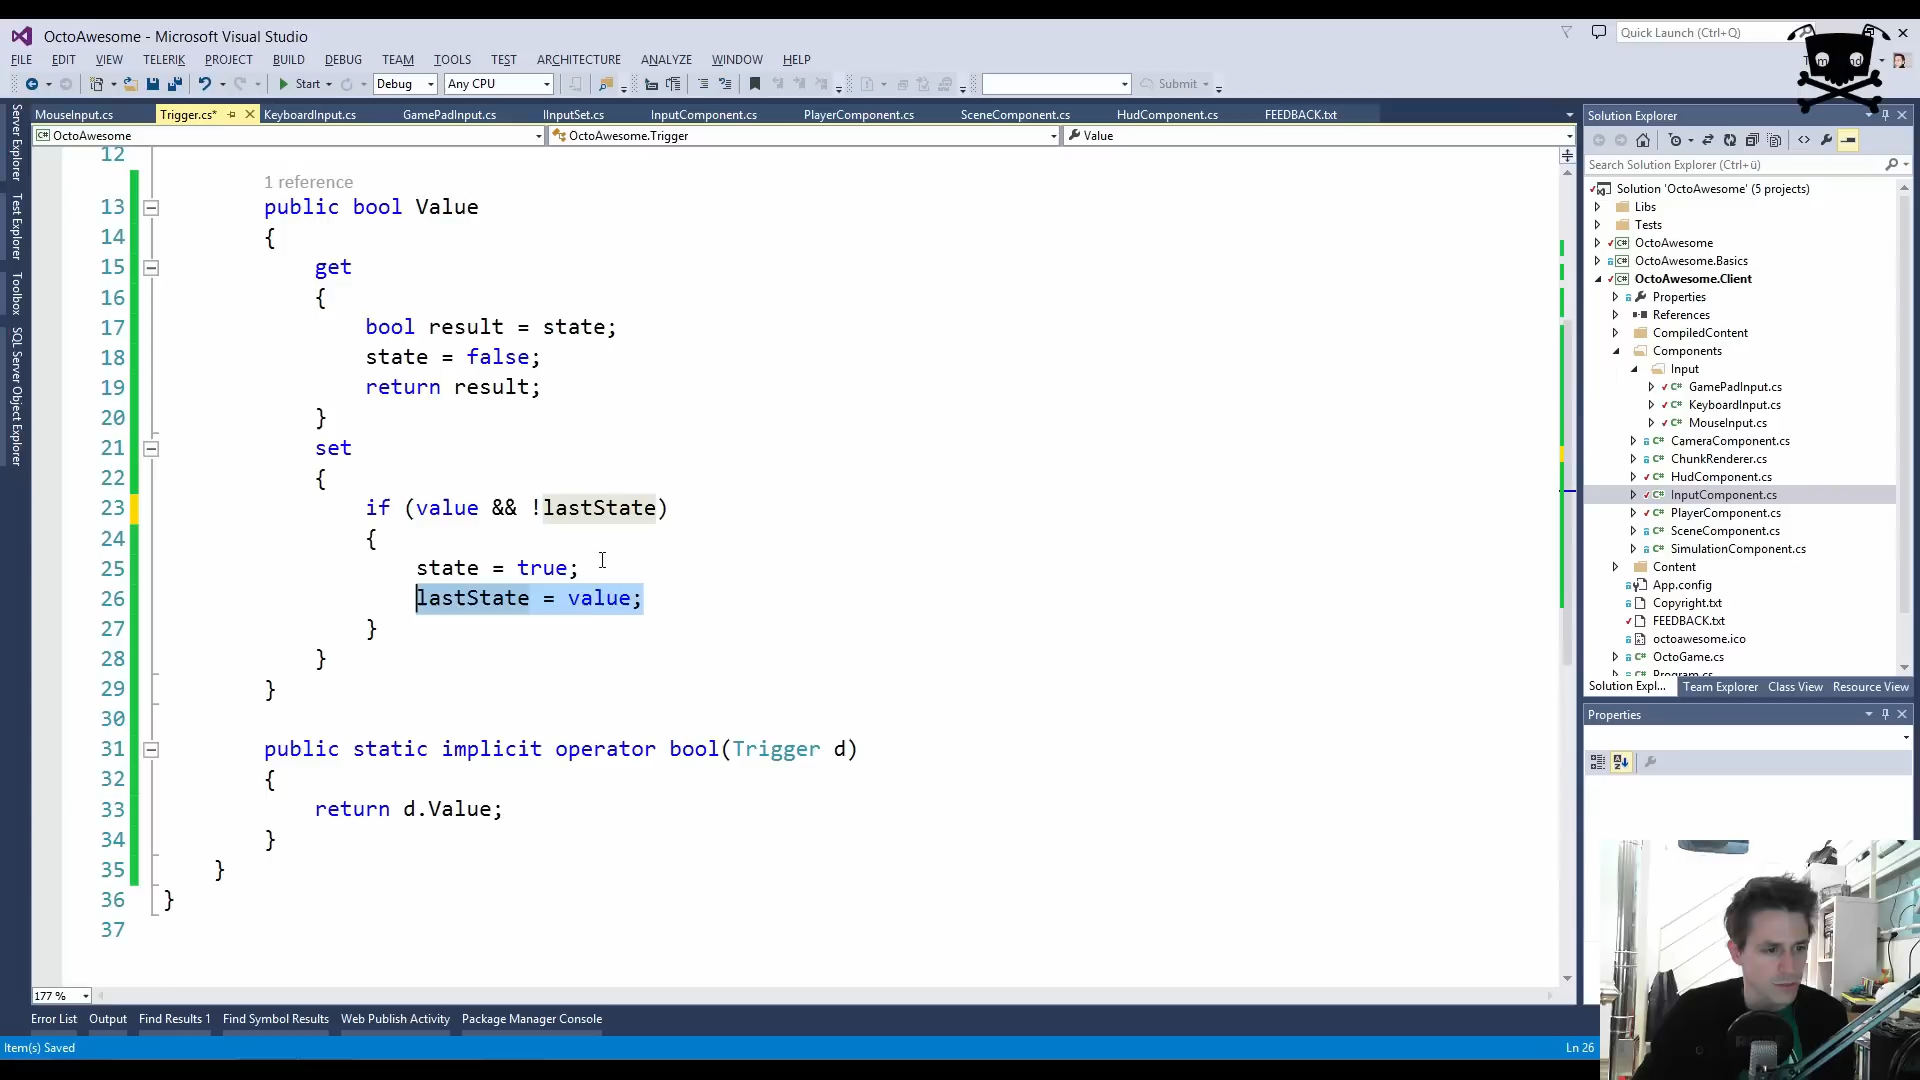 OctoAwesome - Microsoft Visual Studio
Quick Launch (Ctrl+Q)
FILE EDIT VIEW TELERIK PROJECT BUILD DEBUG TEAM TOOLS TEST ARCHITECTURE ANALYZE WINDOW HELP
Start Debug Any CPU Submit
MouseInput.cs Trigger.cs* KeyboardInput.cs GamePadInput.cs IInputSet.cs InputComponent.cs PlayerComponent.cs SceneComponent.cs HudComponent.cs FEEDBACK.txt
OctoAwesome OctoAwesome.Trigger Value
Server Explorer
Test Explorer
Toolbox
SQL Server Object Explorer
12
1 reference
13 public bool Value
14 {
15 get
16 {
17 bool result = state;
18 state = false;
19 return result;
20 }
21 set
22 {
23 if (value && !lastState)
24 {
25 state = true;
26 lastState = value;
27 }
28 }
29 }
30
31 public static implicit operator bool(Trigger d)
32 {
33 return d.Value;
34 }
35 }
36 }
37
177 %
Error List Output Find Results 1 Find Symbol Results Web Publish Activity Package Manager Console
Item(s) Saved
Ln 26
Solution Explorer
Search Solution Explorer (Ctrl+ü)
Solution 'OctoAwesome' (5 projects)
Libs
Tests
OctoAwesome
OctoAwesome.Basics
OctoAwesome.Client
Properties
References
CompiledContent
Components
Input
GamePadInput.cs
KeyboardInput.cs
MouseInput.cs
CameraComponent.cs
ChunkRenderer.cs
HudComponent.cs
InputComponent.cs
PlayerComponent.cs
SceneComponent.cs
SimulationComponent.cs
Content
App.config
Copyright.txt
FEEDBACK.txt
octoawesome.ico
OctoGame.cs
Program.cs
Solution Expl... Team Explorer Class View Resource View
Properties